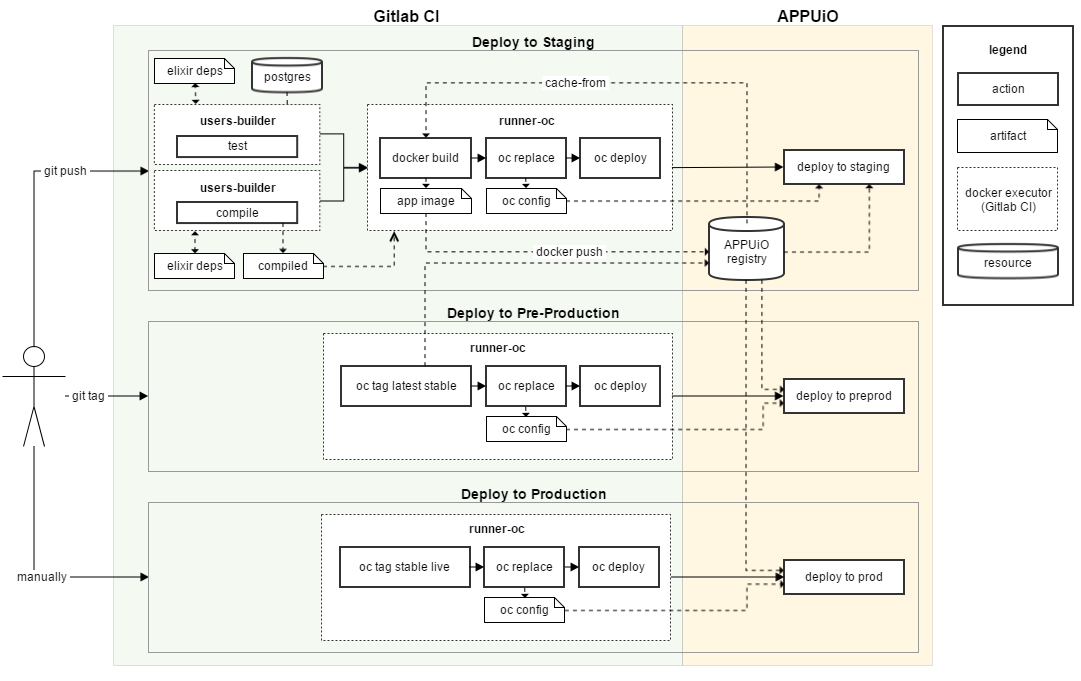 Gitlab CI
APPUiO
Deploy to Staging
elixir deps
postgres
cache-from
users-builder
test
runner-oc
docker build
oc replace
oc deploy
app image
oc config
deploy to staging
git push
users-builder
compile
elixir deps
compiled
docker push
APPUiO
registry
Deploy to Pre-Production
runner-oc
oc tag latest stable
oc replace
oc deploy
oc config
deploy to preprod
git tag
Deploy to Production
runner-oc
oc tag stable live
oc replace
oc deploy
oc config
deploy to prod
manually
legend
action
artifact
docker executor
(Gitlab CI)
resource